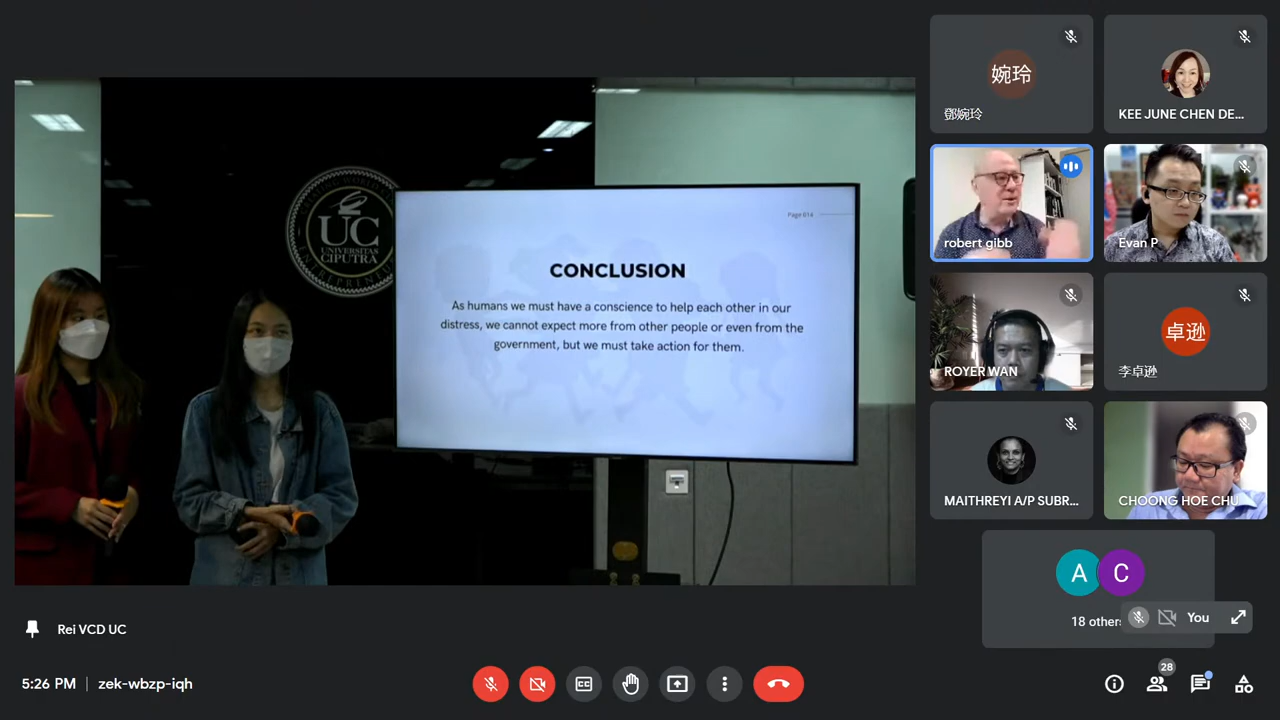 UC
UNIVERSITAS
CIPUTRA
Page 014
CONCLUSION
As humans we must have a conscience to help each other in our
distress, we cannot expect more from other people or even from the
government, but we must take action for them.
婉玲
鄧婉玲
KEE JUNE CHEN DE...
robert gibb
Evan P
ROYER WAN
卓逊
李卓逊
MAITHREYI A/P SUBR...
CHOONG HOE CHU
A
C
18 others
You
Rei VCD UC
5:26 PM
zek-wbzp-iqh
28